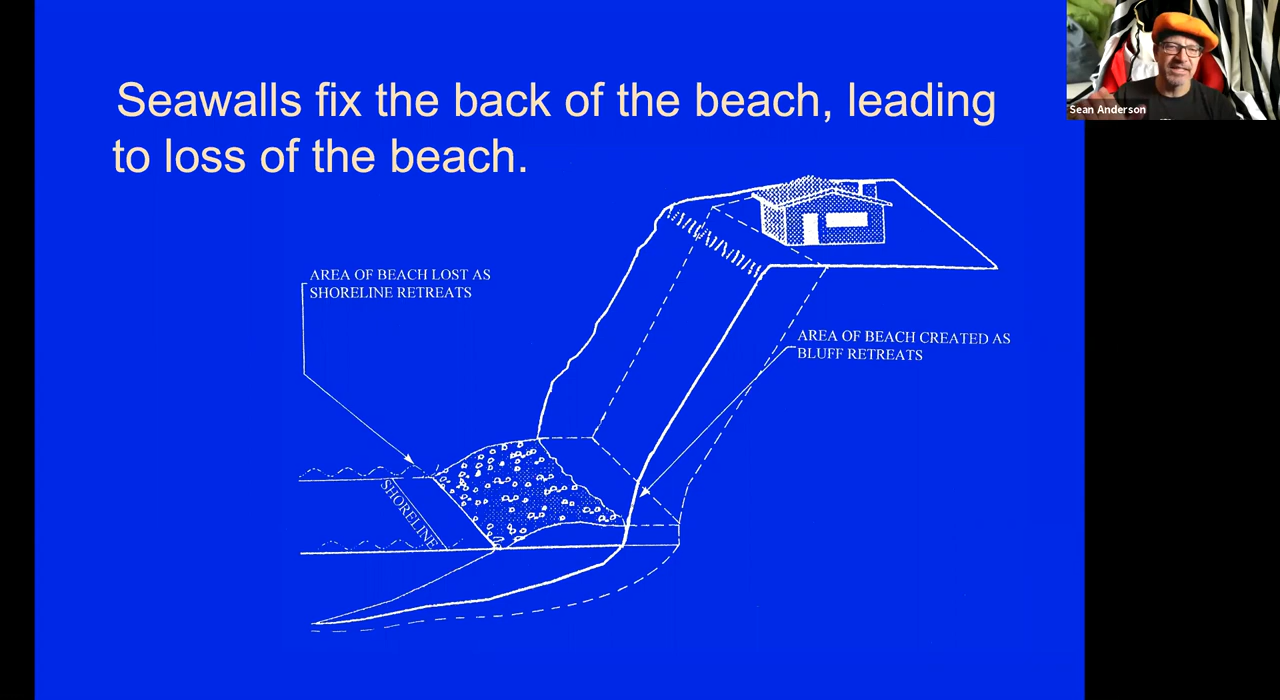 Seawalls fix the back of the beach, leading
to loss of the beach.
Sean Anderson
AREA OF BEACH LOST AS
SHORELINE RETREATS
AREA OF BEACH CREATED AS
BLUFF RETREATS
SHORELINE